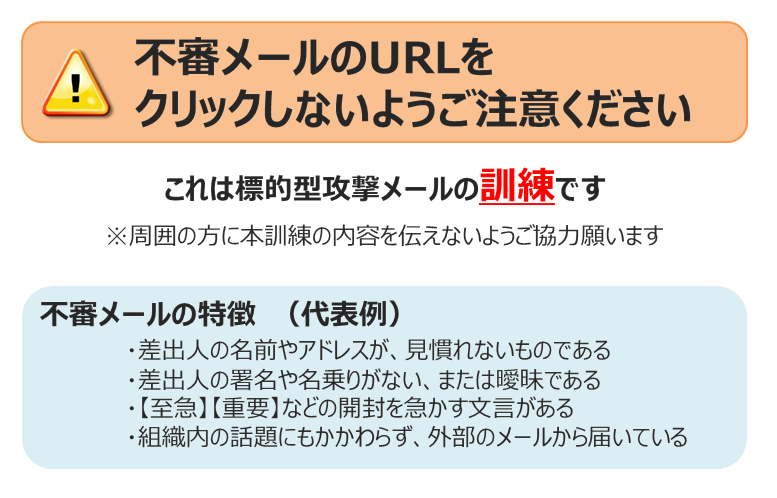 不審メールのURLを
クリックしないようご注意ください
これは標的型攻撃メールの訓練です
※周囲の方に本訓練の内容を伝えないようご協力願います
不審メールの特徴　（代表例）
・差出人の名前やアドレスが、見慣れないものである
・差出人の署名や名乗りがない、または曖昧である
・【至急】【重要】などの開封を急かす文言がある
・組織内の話題にもかかわらず、外部のメールから届いている